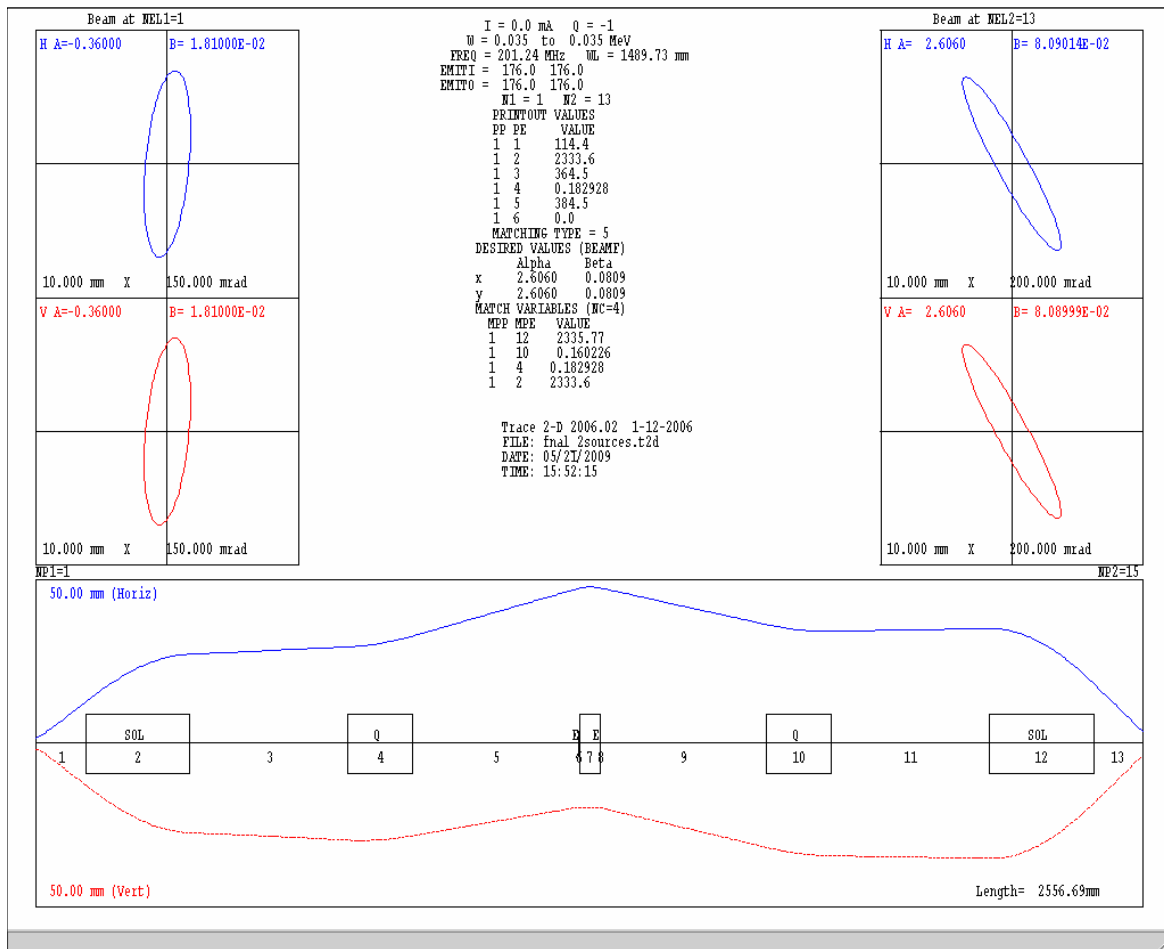 Beam at NEL1=1
H A=-0.36000 B= 1.81000E-02
10.000 mm X 150.000 mrad
V A=-0.36000 B= 1.81000E-02
10.000 mm X 150.000 mrad
I = 0.0 mA Q = -1
W = 0.035 to 0.035 MeV
FREQ = 201.24 MHz WL = 1489.73 mm
EMITI = 176.0 176.0
EMITO = 176.0 176.0
N1 = 1 N2 = 13
PRINTOUT VALUES
PP PE VALUE
1 1 114.4
1 2 2333.6
1 3 364.5
1 4 0.182928
1 5 384.5
1 6 0.0
MATCHING TYPE = 5
DESIRED VALUES (BEAMF)
Alpha Beta
x 2.6060 0.0809
y 2.6060 0.0809
MATCH VARIABLES (NC=4)
MPP MPE VALUE
1 12 2335.77
1 10 0.160226
1 4 0.182928
1 2 2333.6
Trace 2-D 2006.02 1-12-2006
FILE: fnal_2sources.t2d
DATE: 05/21/2009
TIME: 15:52:15
Beam at NEL2=13
H A= 2.6060 B= 8.09014E-02
10.000 mm X 200.000 mrad
V A= 2.6060 B= 8.08999E-02
10.000 mm X 200.000 mrad
NP1=1 NP2=15
50.00 mm (Horiz)
SOL Q E E Q SOL
1 2 3 4 5 6 7 8 9 10 11 12 13
50.00 mm (Vert) Length= 2556.69mm